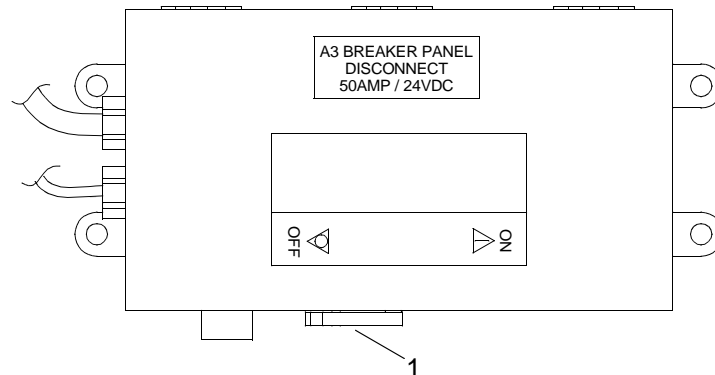 A3 BREAKER PANEL
DISCONNECT
50AMP / 24VDC
OFF
ON
1